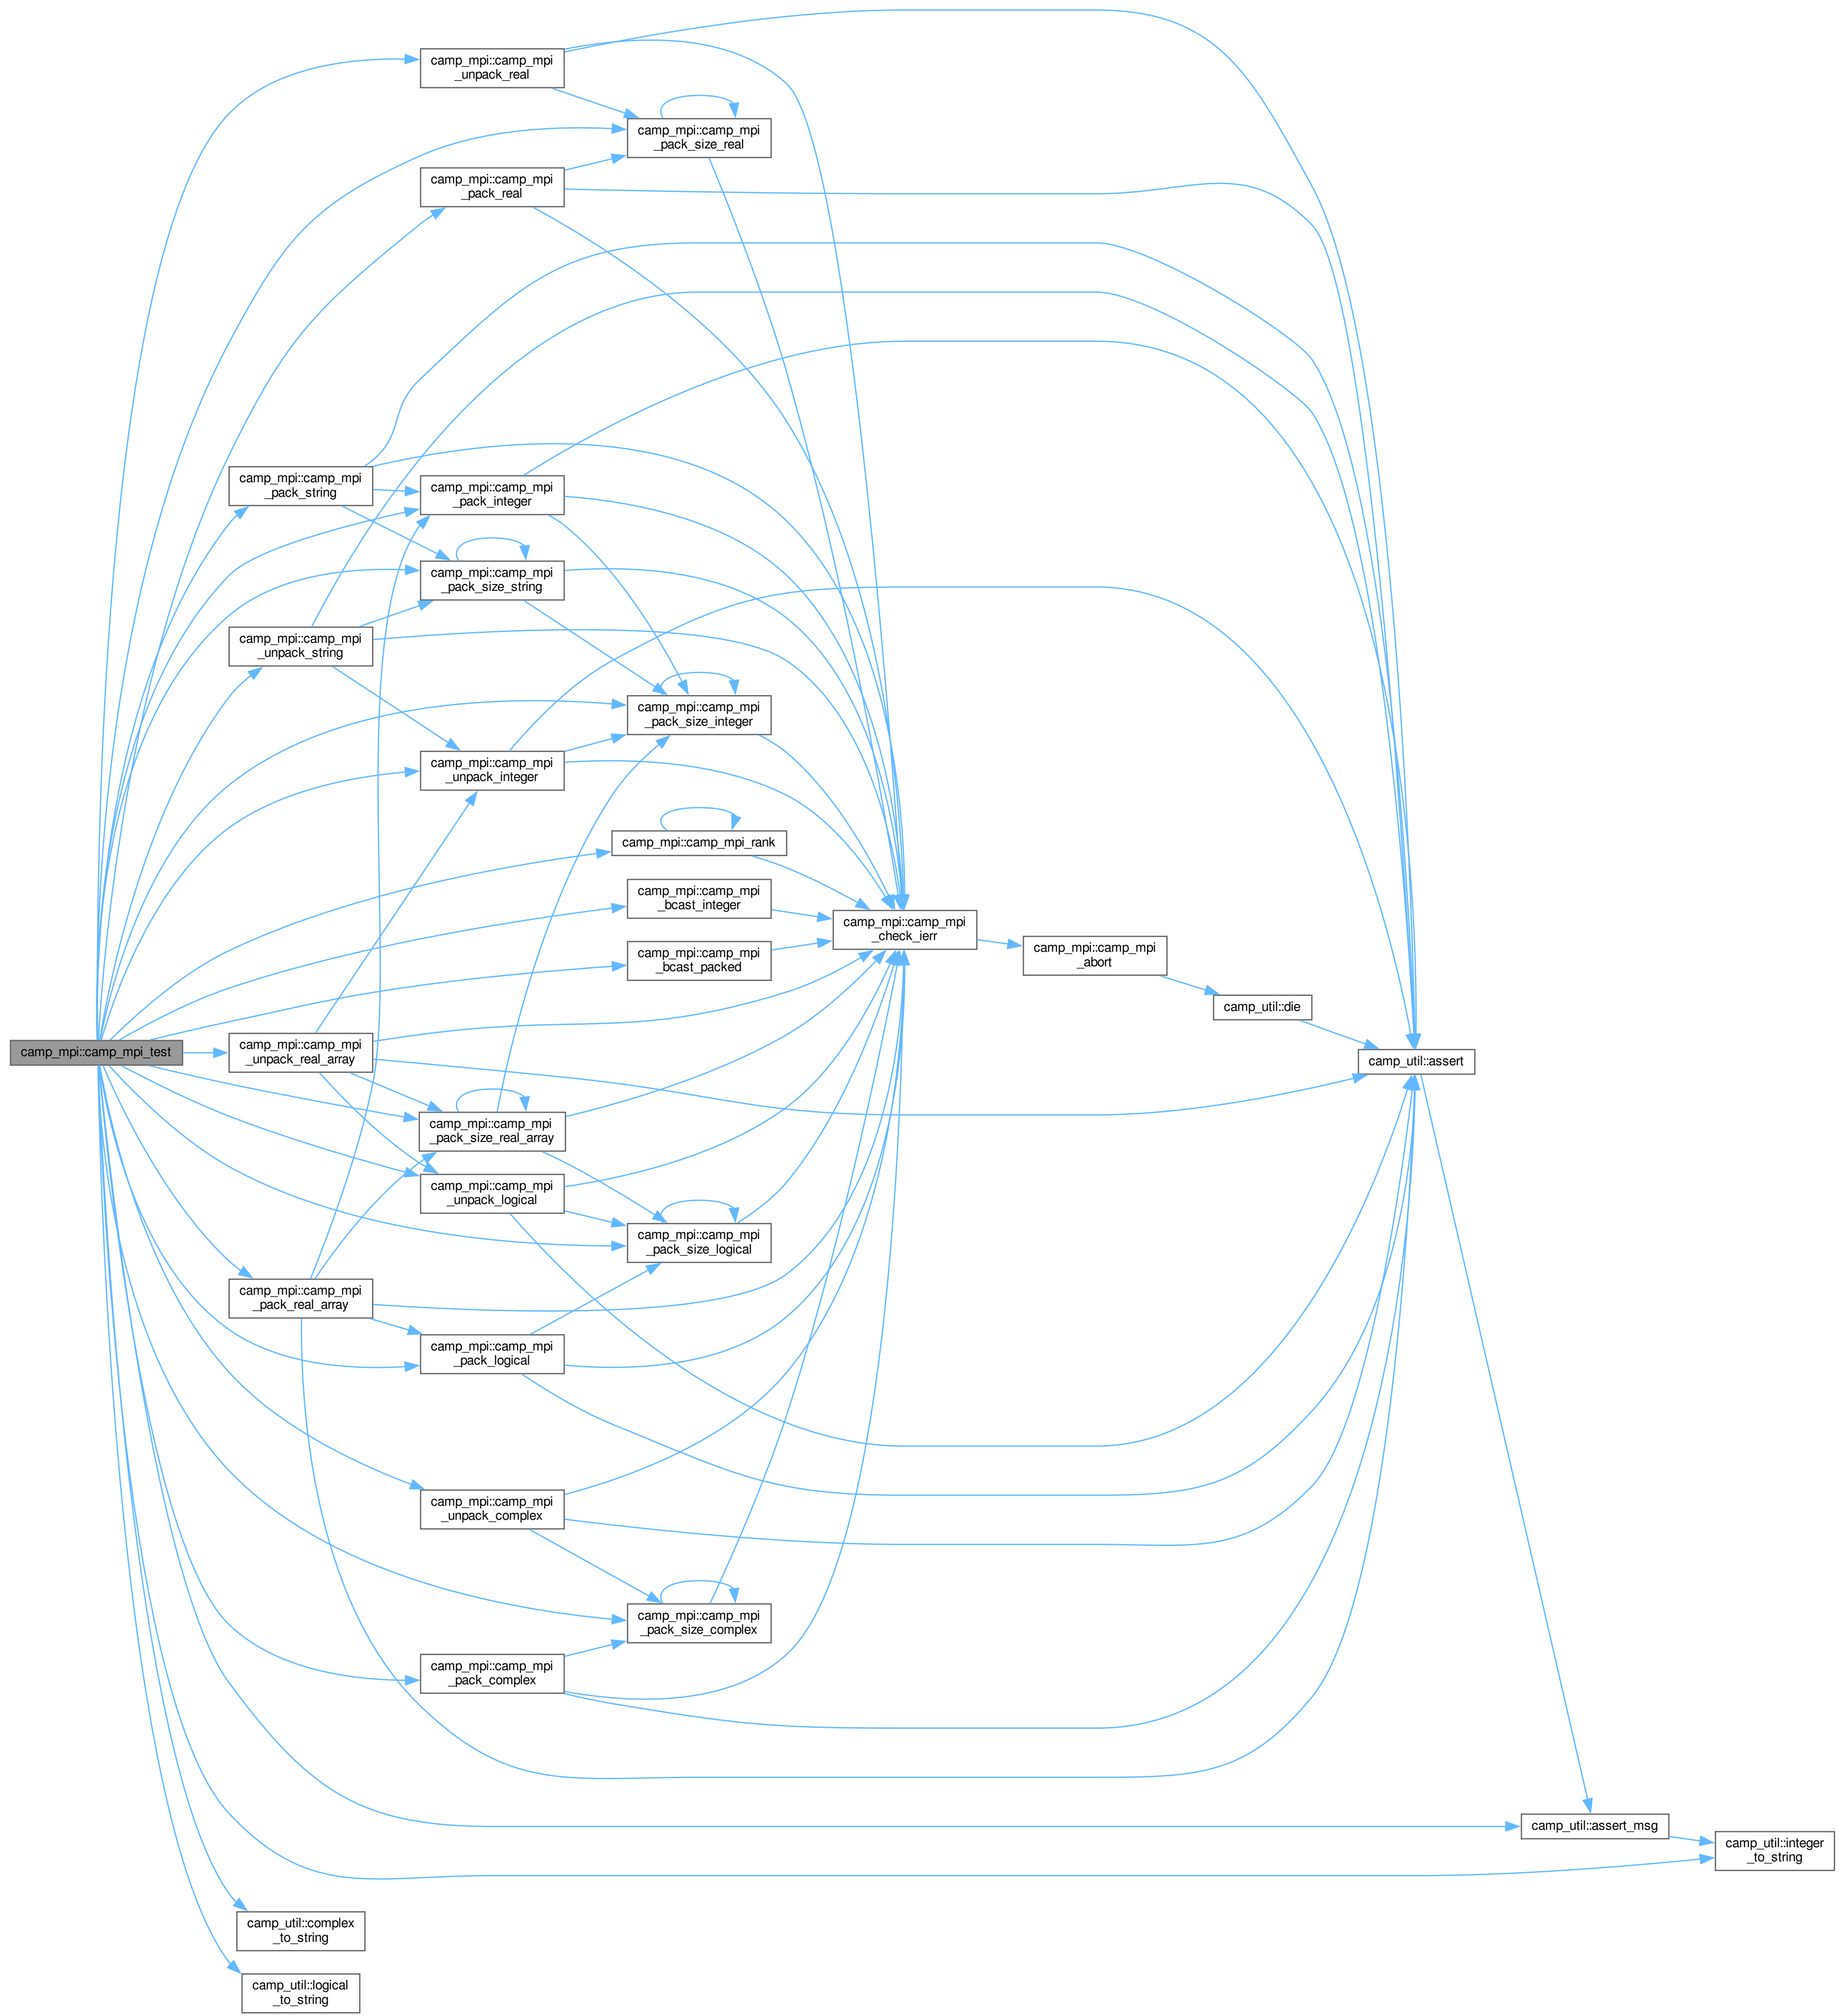 camp_mpi::camp_mpi
_unpack_real
camp_mpi::camp_mpi
_pack_size_real
camp_mpi::camp_mpi
_pack_real
camp_mpi::camp_mpi
_pack_string
camp_mpi::camp_mpi
_pack_integer
camp_mpi::camp_mpi
_pack_size_string
camp_mpi::camp_mpi
_unpack_string
camp_mpi::camp_mpi
_pack_size_integer
camp_mpi::camp_mpi
_unpack_integer
camp_mpi::camp_mpi_rank
camp_mpi::camp_mpi
_bcast_integer
camp_mpi::camp_mpi
_check_ierr
camp_mpi::camp_mpi
_bcast_packed
camp_mpi::camp_mpi
_abort
camp_util::die
camp_mpi::camp_mpi_test
camp_mpi::camp_mpi
_unpack_real_array
camp_util::assert
camp_mpi::camp_mpi
_pack_size_real_array
camp_mpi::camp_mpi
_unpack_logical
camp_mpi::camp_mpi
_pack_size_logical
camp_mpi::camp_mpi
_pack_real_array
camp_mpi::camp_mpi
_pack_logical
camp_mpi::camp_mpi
_unpack_complex
camp_mpi::camp_mpi
_pack_size_complex
camp_mpi::camp_mpi
_pack_complex
camp_util::assert_msg
camp_util::integer
_to_string
camp_util::complex
_to_string
camp_util::logical
_to_string